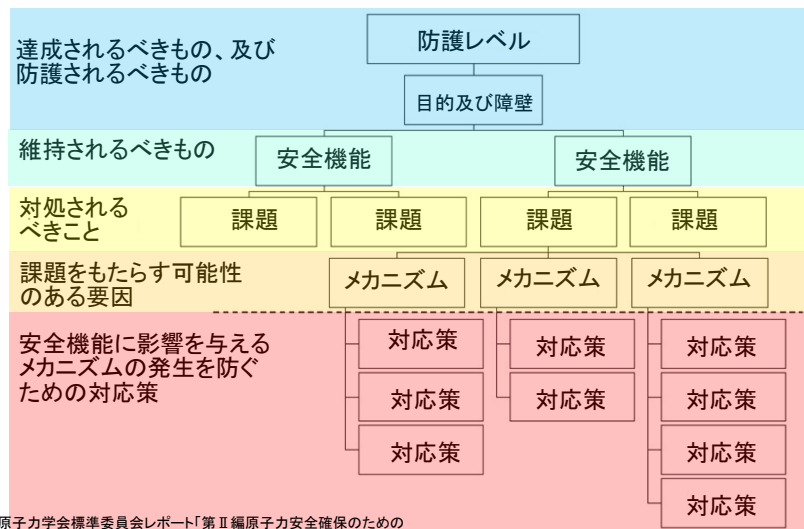 達成されるべきもの、及び
防護されるべきもの
防護レベル
目的及び障壁
維持されるべきもの
安全機能
安全機能
対処される
べきこと
課題
課題
課題
課題
課題をもたらす可能性
のある要因
メカニズム
メカニズム
メカニズム
安全機能に影響を与える
メカニズムの発生を防ぐ
ための対応策
対応策
対応策
対応策
対応策
対応策
対応策
対応策
対応策
対応策
原子力学会標準委員会レポート「第Ⅱ編原子力安全確保のための